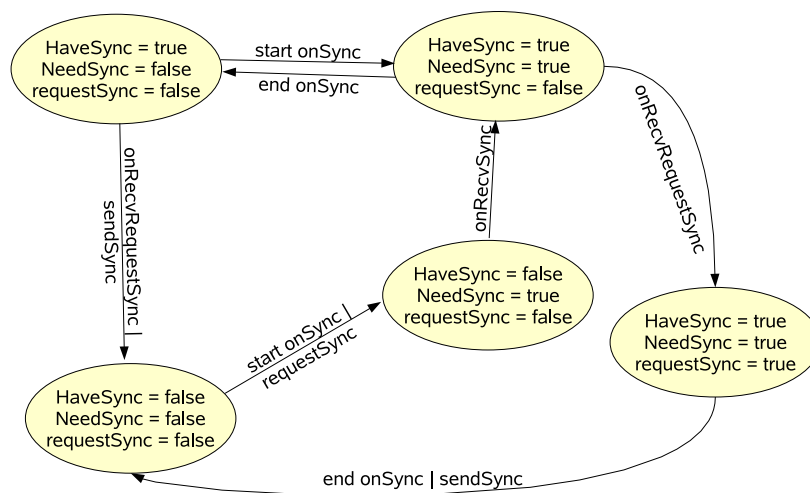 HaveSync = true
NeedSync = false
requestSync = false
start onSync
end onSync
HaveSync = true
NeedSync = true
requestSync = false
onRecvRequestSync |
sendSync
onRecvSync
onRecvRequestSync
HaveSync = false
NeedSync = true
requestSync = false
HaveSync = true
NeedSync = true
requestSync = true
start onSync |
requestSync
HaveSync = false
NeedSync = false
requestSync = false
end onSync | sendSync